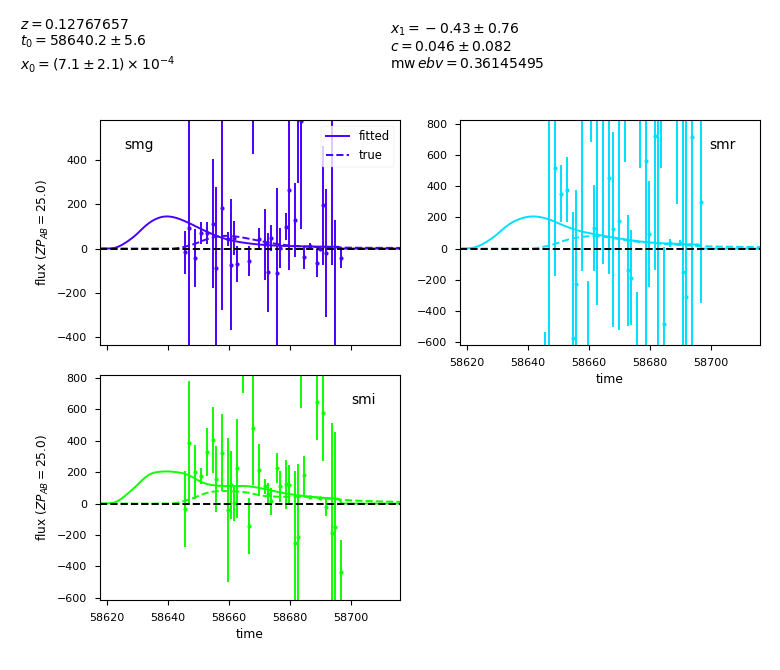 z = 0.12767657
t₀ = 58640.2 ± 5.6
x₀ = (7.1 ± 2.1) × 10⁻⁴
x₁ = −0.43 ± 0.76
c = 0.046 ± 0.082
mw ebv = 0.36145495
smg
fitted
true
400
200
0
−200
−400
flux (ZP_AB = 25.0)
smr
800
600
400
200
0
−200
−400
−600
58620 58640 58660 58680 58700
time
smi
800
600
400
200
0
−200
−400
−600
flux (ZP_AB = 25.0)
58620 58640 58660 58680 58700
time